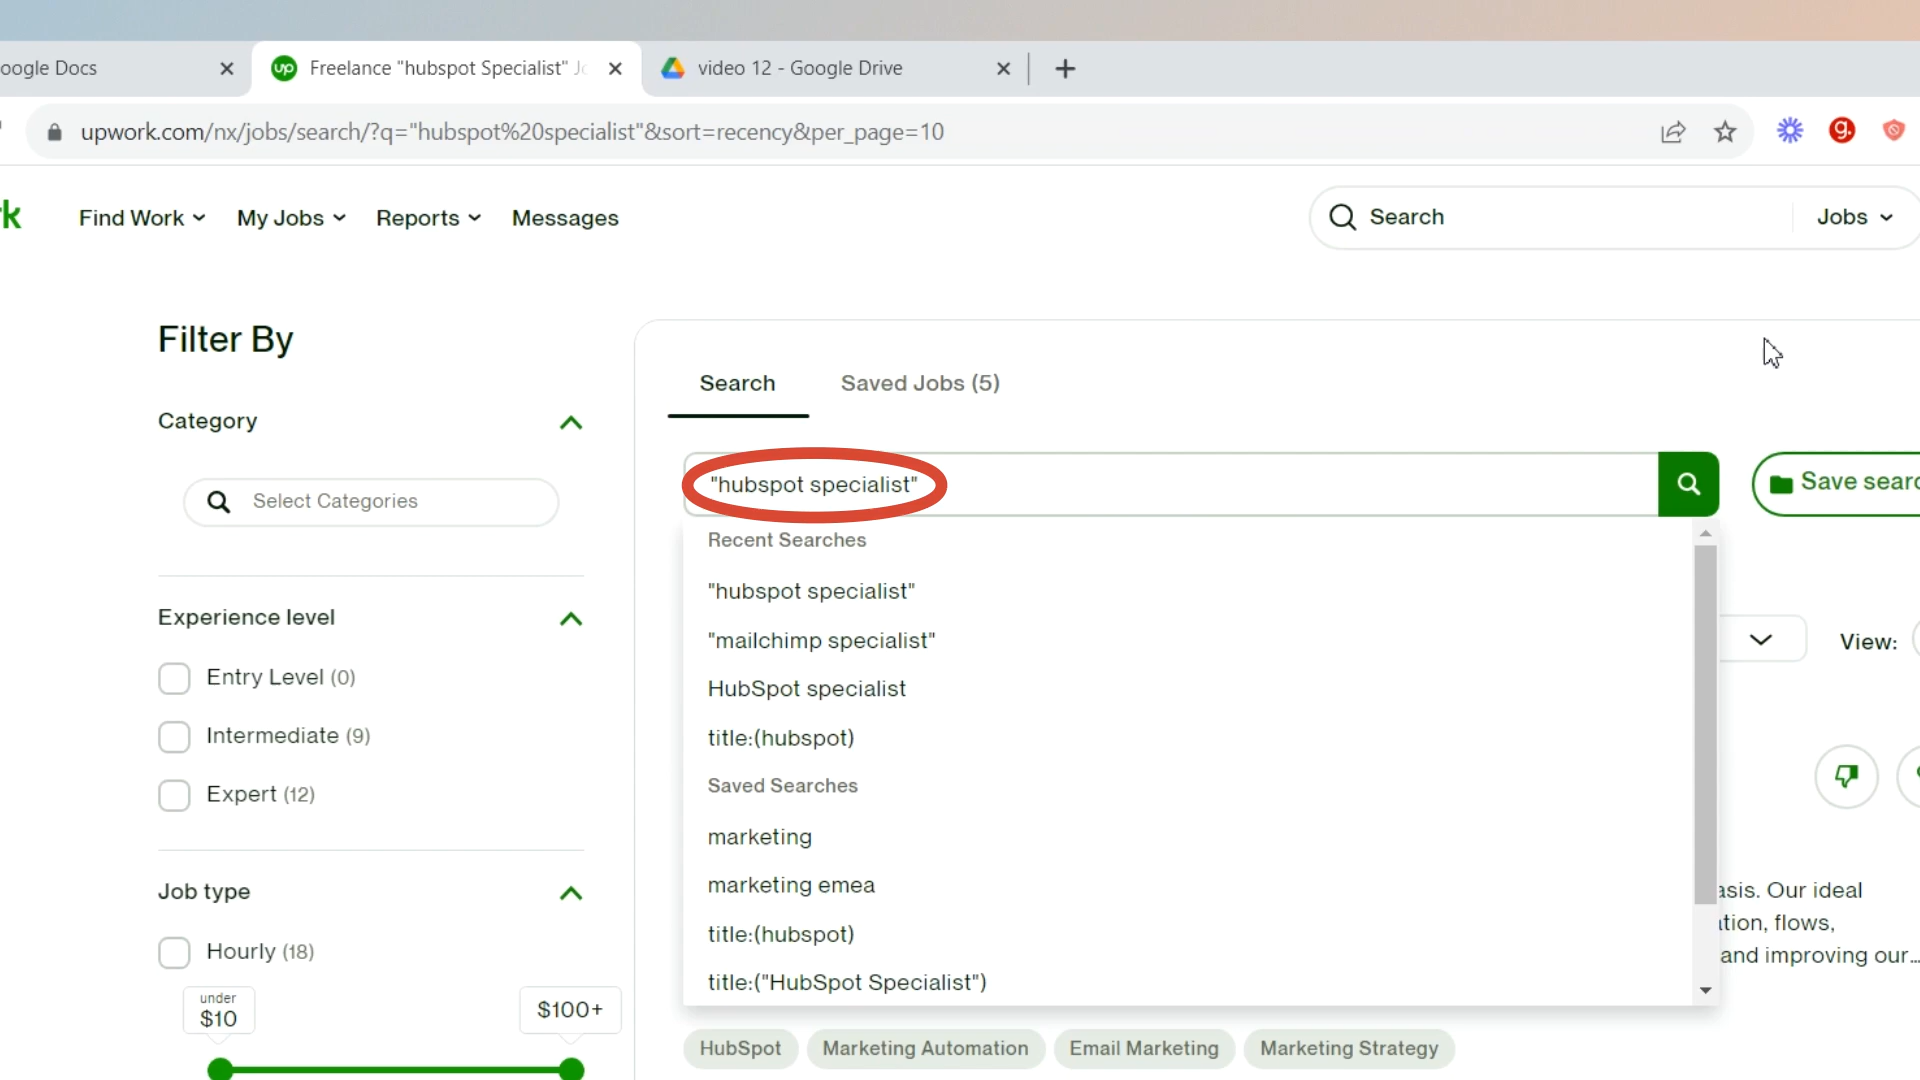 oogle Docs
Freelance "hubspot Specialist" Jo
video 12 - Google Drive
upwork.com/nx/jobs/search/?q="hubspot%20specialist"&sort=recency&per_page=10
g.
k
Find Work
My Jobs
Reports
Messages
Search
Jobs
Filter By
Category
Select Categories
Experience level
Entry Level (0)
Intermediate (9)
Expert (12)
Job type
Hourly (18)
under
$10
$100+
Search
Saved Jobs (5)
"hubspot specialist"
Save searc
Recent Searches
"hubspot specialist"
"mailchimp specialist"
HubSpot specialist
title:(hubspot)
Saved Searches
marketing
marketing emea
title:(hubspot)
title:("HubSpot Specialist")
View:
asis. Our ideal
ation, flows,
and improving our...
HubSpot
Marketing Automation
Email Marketing
Marketing Strategy